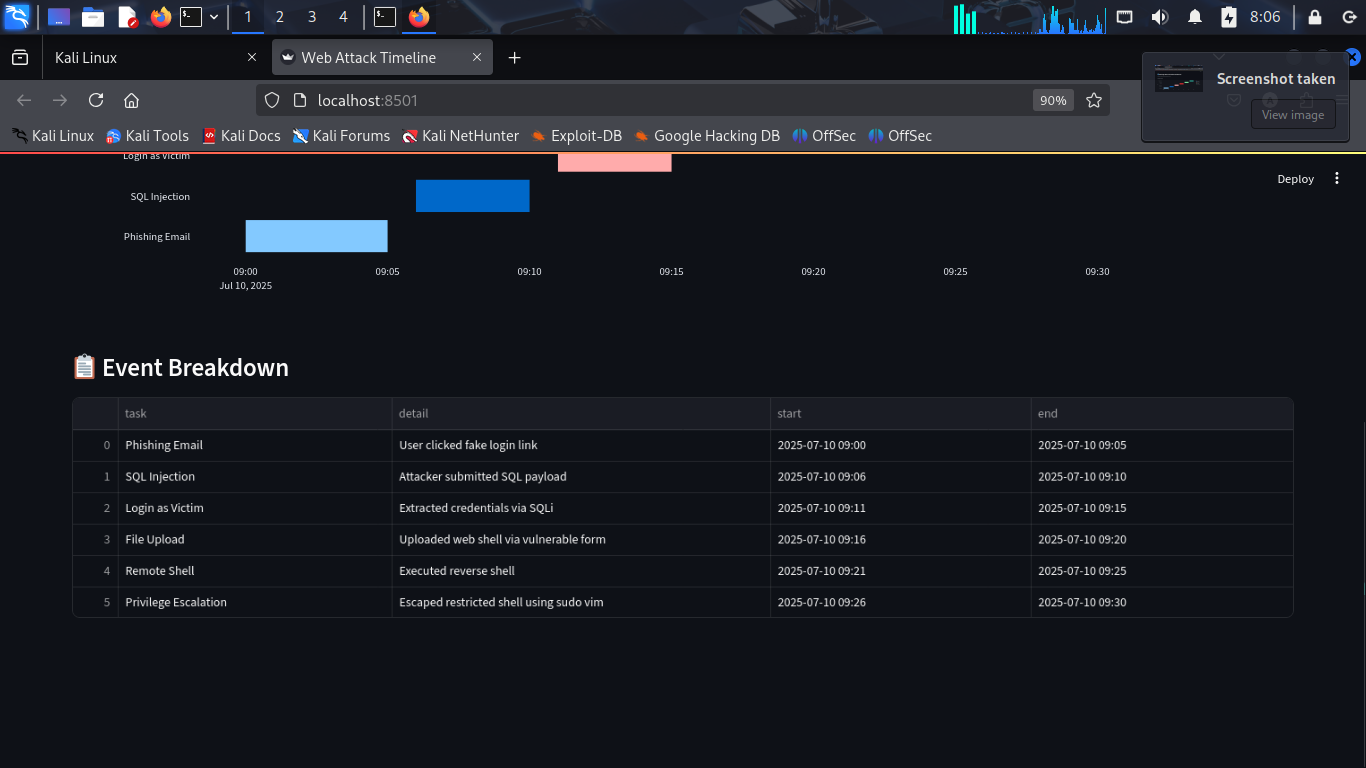 1 2 3 4 8:06
Kali Linux Web Attack Timeline
Screenshot taken
View image
localhost:8501 90%
Kali Linux Kali Tools Kali Docs Kali Forums Kali NetHunter Exploit-DB Google Hacking DB OffSec OffSec
Login as Victim
Deploy
SQL Injection
Phishing Email
09:00 09:05 09:10 09:15 09:20 09:25 09:30
Jul 10, 2025
Event Breakdown
task detail start end
0 Phishing Email User clicked fake login link 2025-07-10 09:00 2025-07-10 09:05
1 SQL Injection Attacker submitted SQL payload 2025-07-10 09:06 2025-07-10 09:10
2 Login as Victim Extracted credentials via SQLi 2025-07-10 09:11 2025-07-10 09:15
3 File Upload Uploaded web shell via vulnerable form 2025-07-10 09:16 2025-07-10 09:20
4 Remote Shell Executed reverse shell 2025-07-10 09:21 2025-07-10 09:25
5 Privilege Escalation Escaped restricted shell using sudo vim 2025-07-10 09:26 2025-07-10 09:30